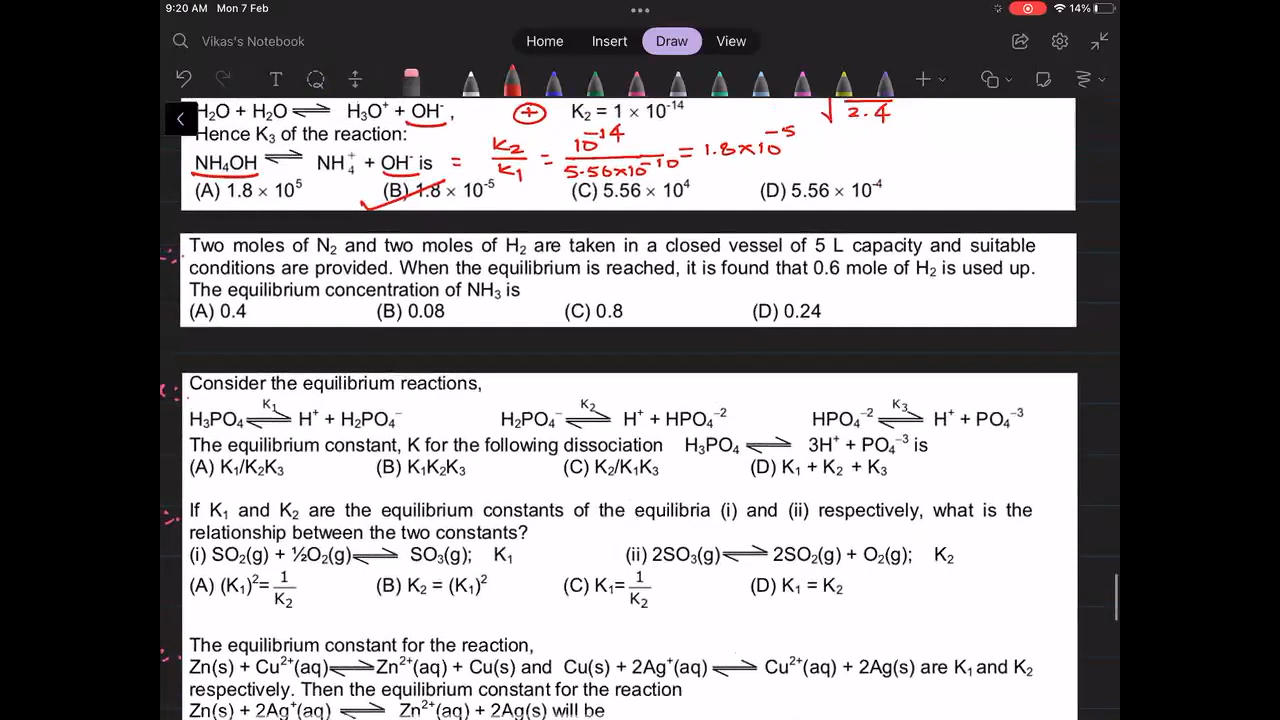 9:20 AM Mon 7 Feb
14%
Vikas's Notebook
Home Insert Draw View
H₂O + H₂O ⇌ H₃O⁺ + OH⁻, ⊕ K₂ = 1 × 10⁻¹⁴ √2.4
Hence K₃ of the reaction:
NH₄OH ⇌ NH₄⁺ + OH⁻ is = K₂/K₁ = 10⁻¹⁴/5.56×10⁻¹⁰ = 1.8×10⁻⁵
(A) 1.8 × 10⁵ (B) 1.8 × 10⁻⁵ (C) 5.56 × 10⁴ (D) 5.56 × 10⁻⁴
Two moles of N₂ and two moles of H₂ are taken in a closed vessel of 5 L capacity and suitable
conditions are provided. When the equilibrium is reached, it is found that 0.6 mole of H₂ is used up.
The equilibrium concentration of NH₃ is
(A) 0.4 (B) 0.08 (C) 0.8 (D) 0.24
Consider the equilibrium reactions,
H₃PO₄ ⇌ H⁺ + H₂PO₄⁻ K₁ H₂PO₄⁻ ⇌ H⁺ + HPO₄⁻² K₂ HPO₄⁻² ⇌ H⁺ + PO₄⁻³ K₃
The equilibrium constant, K for the following dissociation H₃PO₄ ⇌ 3H⁺ + PO₄⁻³ is
(A) K₁/K₂K₃ (B) K₁K₂K₃ (C) K₂/K₁K₃ (D) K₁ + K₂ + K₃
If K₁ and K₂ are the equilibrium constants of the equilibria (i) and (ii) respectively, what is the
relationship between the two constants?
(i) SO₂(g) + ½O₂(g) ⇌ SO₃(g); K₁ (ii) 2SO₃(g) ⇌ 2SO₂(g) + O₂(g); K₂
(A) (K₁)² = 1/K₂ (B) K₂ = (K₁)² (C) K₁ = 1/K₂ (D) K₁ = K₂
The equilibrium constant for the reaction,
Zn(s) + Cu²⁺(aq) ⇌ Zn²⁺(aq) + Cu(s) and Cu(s) + 2Ag⁺(aq) ⇌ Cu²⁺(aq) + 2Ag(s) are K₁ and K₂
respectively. Then the equilibrium constant for the reaction
Zn(s) + 2Ag⁺(aq) ⇌ Zn²⁺(aq) + 2Ag(s) will be